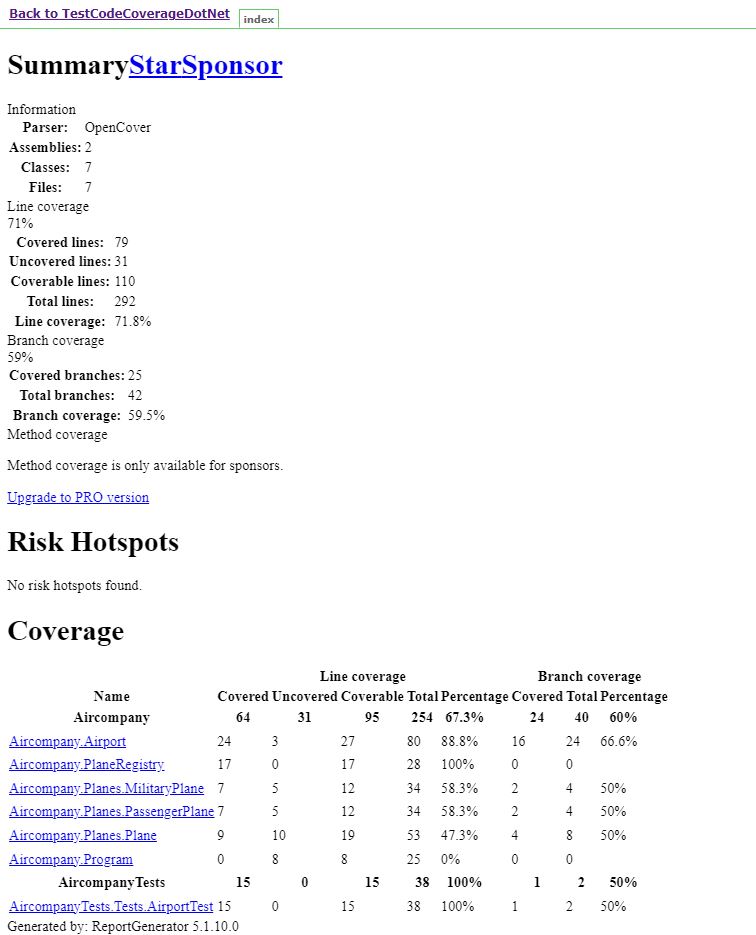 Back to TestCodeCoverageDotNet index
SummaryStarSponsor
Information
Parser: OpenCover
Assemblies: 2
Classes: 7
Files: 7
Line coverage
71%
Covered lines: 79
Uncovered lines: 31
Coverable lines: 110
Total lines: 292
Line coverage: 71.8%
Branch coverage
59%
Covered branches: 25
Total branches: 42
Branch coverage: 59.5%
Method coverage
Method coverage is only available for sponsors.
Upgrade to PRO version
Risk Hotspots
No risk hotspots found.
Coverage
Line coverage Branch coverage
Name Covered Uncovered Coverable Total Percentage Covered Total Percentage
Aircompany 64 31 95 254 67.3% 24 40 60%
Aircompany.Airport 24 3 27 80 88.8% 16 24 66.6%
Aircompany.PlaneRegistry 17 0 17 28 100% 0 0
Aircompany.Planes.MilitaryPlane 7 5 12 34 58.3% 2 4 50%
Aircompany.Planes.PassengerPlane 7 5 12 34 58.3% 2 4 50%
Aircompany.Planes.Plane 9 10 19 53 47.3% 4 8 50%
Aircompany.Program 0 8 8 25 0% 0 0
AircompanyTests 15 0 15 38 100% 1 2 50%
AircompanyTests.Tests.AirportTest 15 0 15 38 100% 1 2 50%
Generated by: ReportGenerator 5.1.10.0